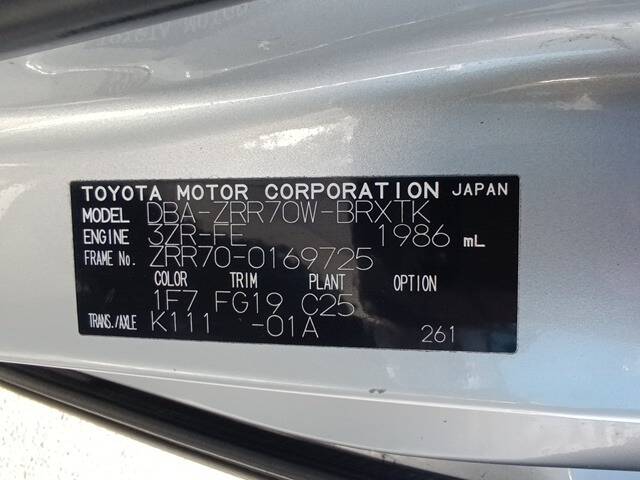 TOYOTA MOTOR CORPORATION JAPAN
MODEL DBA-ZRR70W-BRXTK
ENGINE 3ZR-FE 1986 mL
FRAME No. ZRR70-0169725
COLOR TRIM PLANT OPTION
1F7 FG19 C25
TRANS./AXLE K111 -01A 261